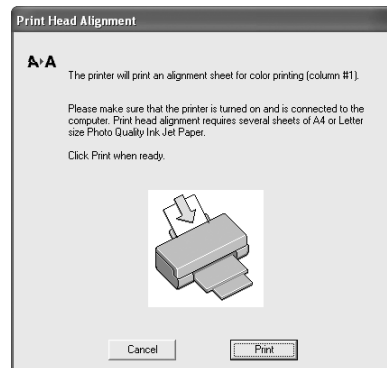 Print Head Alignment
A A
The printer will print an alignment sheet for color printing (column #1).
Please make sure that the printer is turned on and is connected to the
computer. Print head alignment requires several sheets of A4 or Letter
size Photo Quality Ink Jet Paper.
Click Print when ready.
Cancel Print